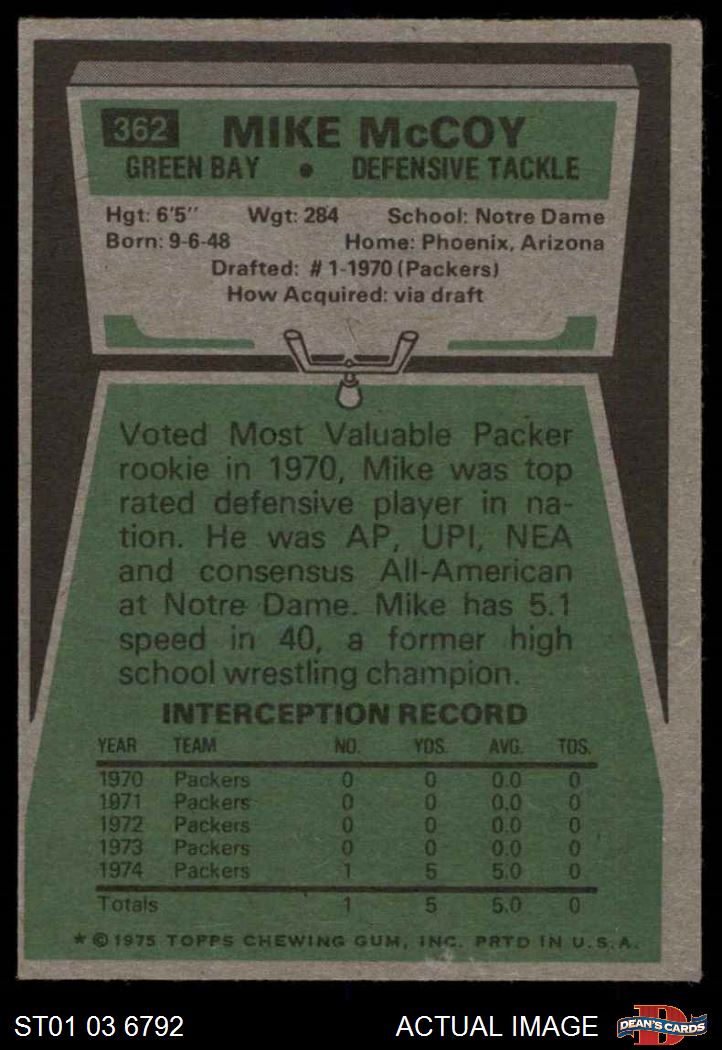 362 MIKE McCOY
GREEN BAY • DEFENSIVE TACKLE
Hgt: 6'5" Wgt: 284 School: Notre Dame
Born: 9-6-48 Home: Phoenix, Arizona
Drafted: #1-1970 (Packers)
How Acquired: via draft
Voted Most Valuable Packer
rookie in 1970, Mike was top
rated defensive player in na-
tion. He was AP, UPI, NEA
and consensus All-American
at Notre Dame. Mike has 5.1
speed in 40, a former high
school wrestling champion.
INTERCEPTION RECORD
YEAR TEAM NO. YDS. AVG. TDS.
1970 Packers 0 0 0.0 0
1971 Packers 0 0 0.0 0
1972 Packers 0 0 0.0 0
1973 Packers 0 0 0.0 0
1974 Packers 1 5 5.0 0
Totals 1 5 5.0 0
★ © 1975 TOPPS CHEWING GUM, INC. PRTD IN U.S.A.
ST01 03 6792 ACTUAL IMAGE D DEAN'S CARDS